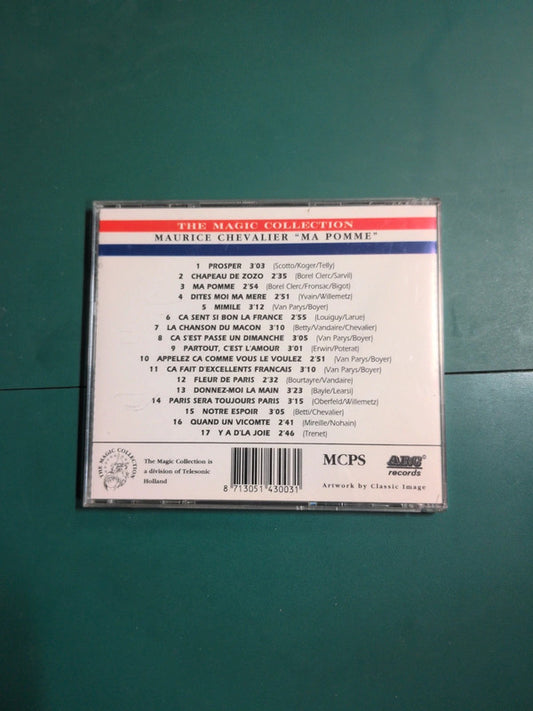 THE MAGIC COLLECTION
MAURICE CHEVALIER "MA POMME"
1 PROSPER 3'03 (Scotto/Koger/Telly)
2 CHAPEAU DE ZOZO 2'35 (Borel Clerc/Sarvil)
3 MA POMME 2'54 (Borel Clerc/Fronsac/Bigot)
4 DITES MOI MA MERE 2'51 (Yvain/Willemetz)
5 MIMILE 3'12 (Van Parys/Boyer)
6 CA SENT SI BON LA FRANCE 2'55 (Louiguy/Larue)
7 LA CHANSON DU MACON 3'10 (Betty/Vandaire/Chevalier)
8 CA S'EST PASSE UN DIMANCHE 3'05 (Van Parys/Boyer)
9 PARTOUT, C'EST L'AMOUR 3'01 (Erwin/Poterat)
10 APPELEZ CA COMME VOUS LE VOULEZ 2'51 (Van Parys/Boyer)
11 CA FAIT D'EXCELLENTS FRANCAIS 3'10 (Van Parys/Boyer)
12 FLEUR DE PARIS 2'32 (Bourtayre/Vandaire)
13 DONNEZ-MOI LA MAIN 3'23 (Bayle/Learsi)
14 PARIS SERA TOUJOURS PARIS 3'15 (Oberfeld/Willemetz)
15 NOTRE ESPOIR 3'05 (Betti/Chevalier)
16 QUAND UN VICOMTE 2'41 (Mireille/Nohain)
17 Y A D'LA JOIE 2'46 (Trenet)
THE MAGIC COLLECTION
The Magic Collection is
a division of Telesonic
Holland
8 713051 430031
MCPS
ARC
records
Artwork by Classic Image